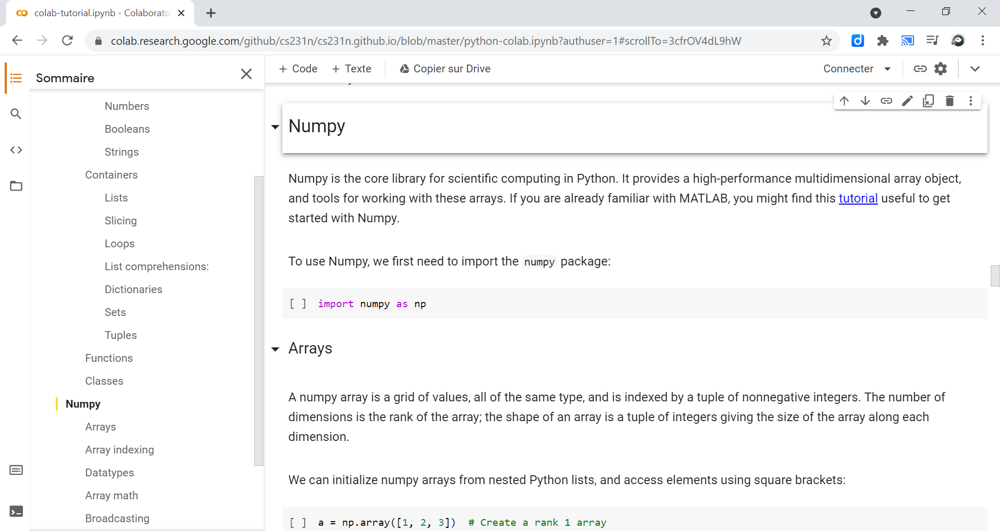 colab-tutorial.ipynb - Colaborato
colab.research.google.com/github/cs231n/cs231n.github.io/blob/master/python-colab.ipynb?authuser=1#scrollTo=3cfrOV4dL9hW
Sommaire
Numbers
Booleans
Strings
Containers
Lists
Slicing
Loops
List comprehensions:
Dictionaries
Sets
Tuples
Functions
Classes
Numpy
Arrays
Array indexing
Datatypes
Array math
Broadcasting
+ Code + Texte Copier sur Drive Connecter
Numpy
Numpy is the core library for scientific computing in Python. It provides a high-performance multidimensional array object,
and tools for working with these arrays. If you are already familiar with MATLAB, you might find this tutorial useful to get
started with Numpy.
To use Numpy, we first need to import the numpy package:
[ ] import numpy as np
Arrays
A numpy array is a grid of values, all of the same type, and is indexed by a tuple of nonnegative integers. The number of
dimensions is the rank of the array; the shape of an array is a tuple of integers giving the size of the array along each
dimension.
We can initialize numpy arrays from nested Python lists, and access elements using square brackets:
[ ] a = np.array([1, 2, 3])  # Create a rank 1 array